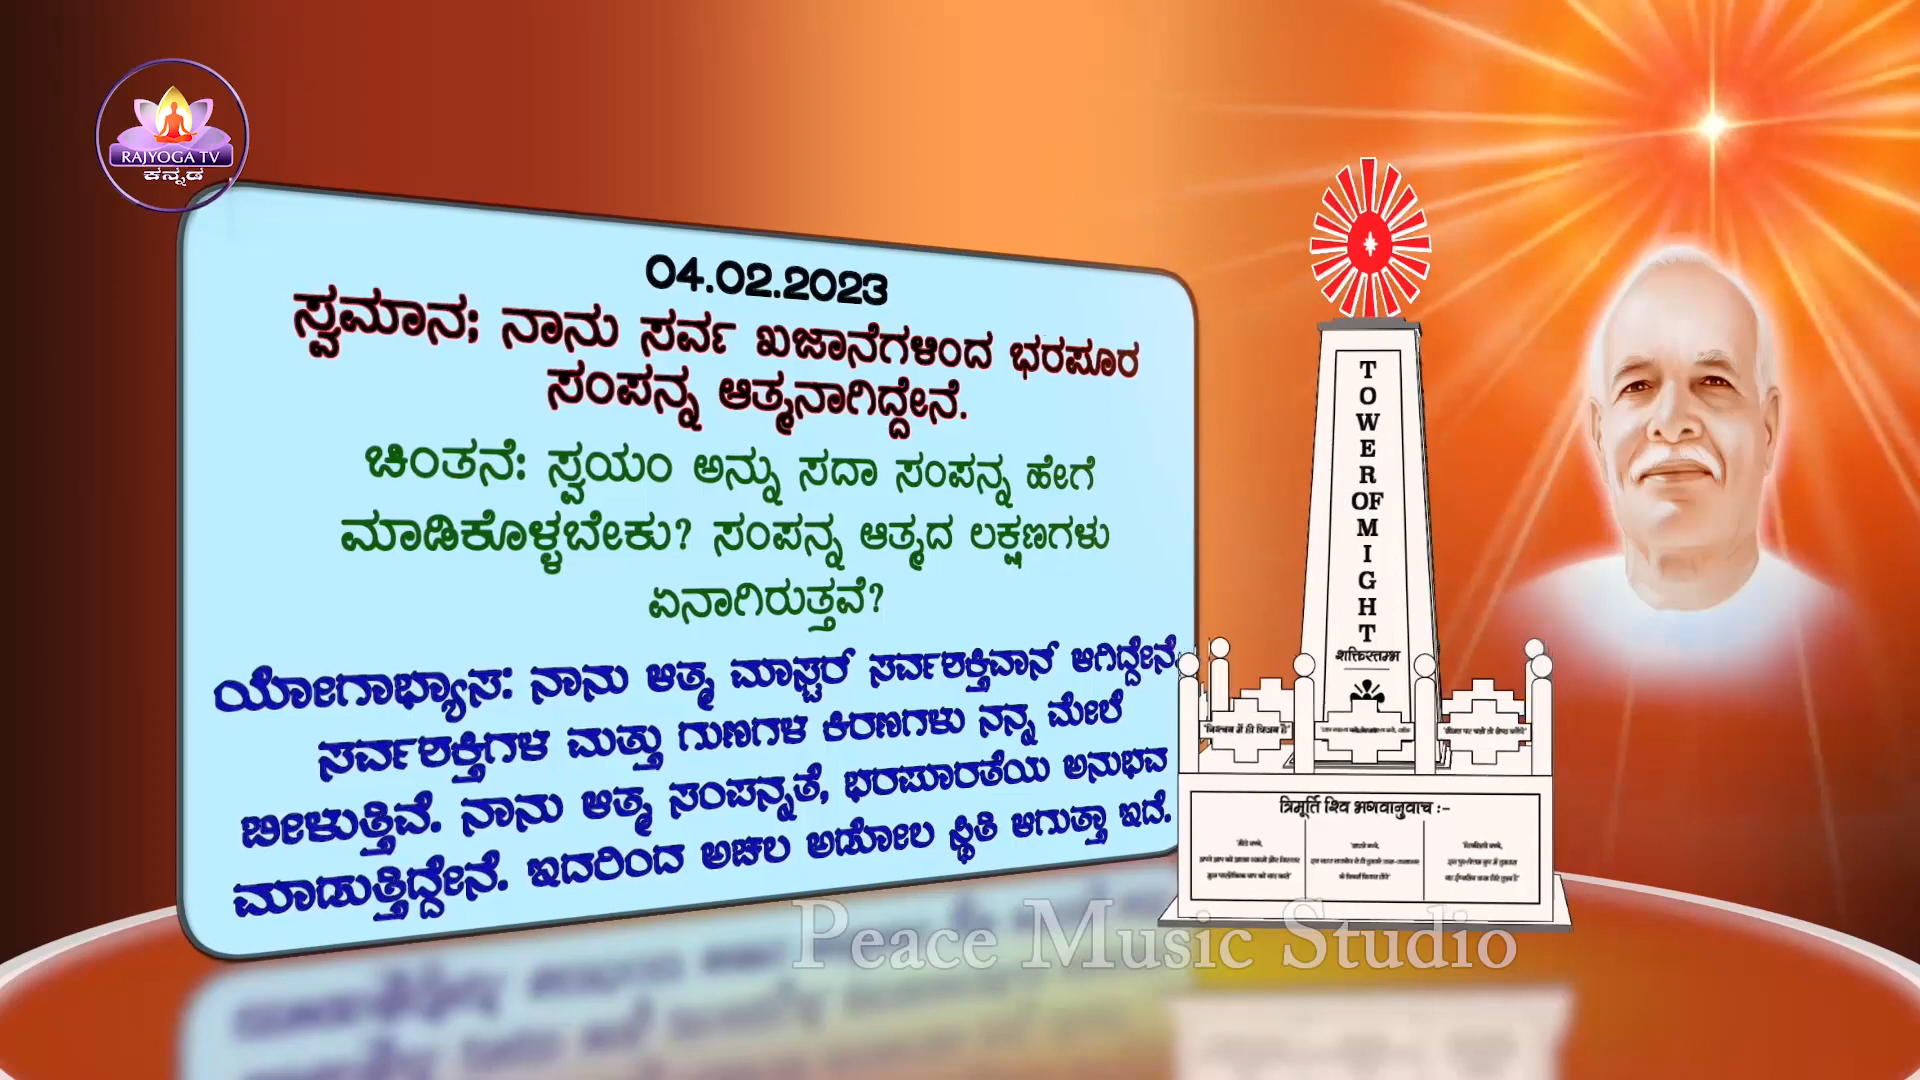 RAJYOGA TV
ಕನ್ನಡ
04.02.2023
ಸ್ವಮಾನ; ನಾನು ಸರ್ವ ಖಜಾನೆಗಳಿಂದ ಭರಪೂರ
ಸಂಪನ್ನ ಆತ್ಮನಾಗಿದ್ದೇನೆ.
ಚಿಂತನೆ: ಸ್ವಯಂ ಅನ್ನು ಸದಾ ಸಂಪನ್ನ ಹೇಗೆ
ಮಾಡಿಕೊಳ್ಳಬೇಕು? ಸಂಪನ್ನ ಆತ್ಮದ ಲಕ್ಷಣಗಳು
ಏನಾಗಿರುತ್ತವೆ?
ಯೋಗಾಭ್ಯಾಸ: ನಾನು ಆತ್ಮ ಮಾಸ್ಟರ್ ಸರ್ವಶಕ್ತಿವಾನ್ ಆಗಿದ್ದೇನೆ.
ಸರ್ವಶಕ್ತಿಗಳ ಮತ್ತು ಗುಣಗಳ ಕಿರಣಗಳು ನನ್ನ ಮೇಲೆ
ಬೀಳುತ್ತಿವೆ. ನಾನು ಆತ್ಮ ಸಂಪನ್ನತೆ, ಭರಪೂರತೆಯ ಅನುಭವ
ಮಾಡುತ್ತಿದ್ದೇನೆ. ಇದರಿಂದ ಅಚಲ ಅಡೋಲ ಸ್ಥಿತಿ ಆಗುತ್ತಾ ಇದೆ.
TOWER
OF
MIGHT
ಶಕ್ತಿಸ್ತಂಭ
त्रिमूर्ति शिव भगवानुवाच :-
Peace Music Studio